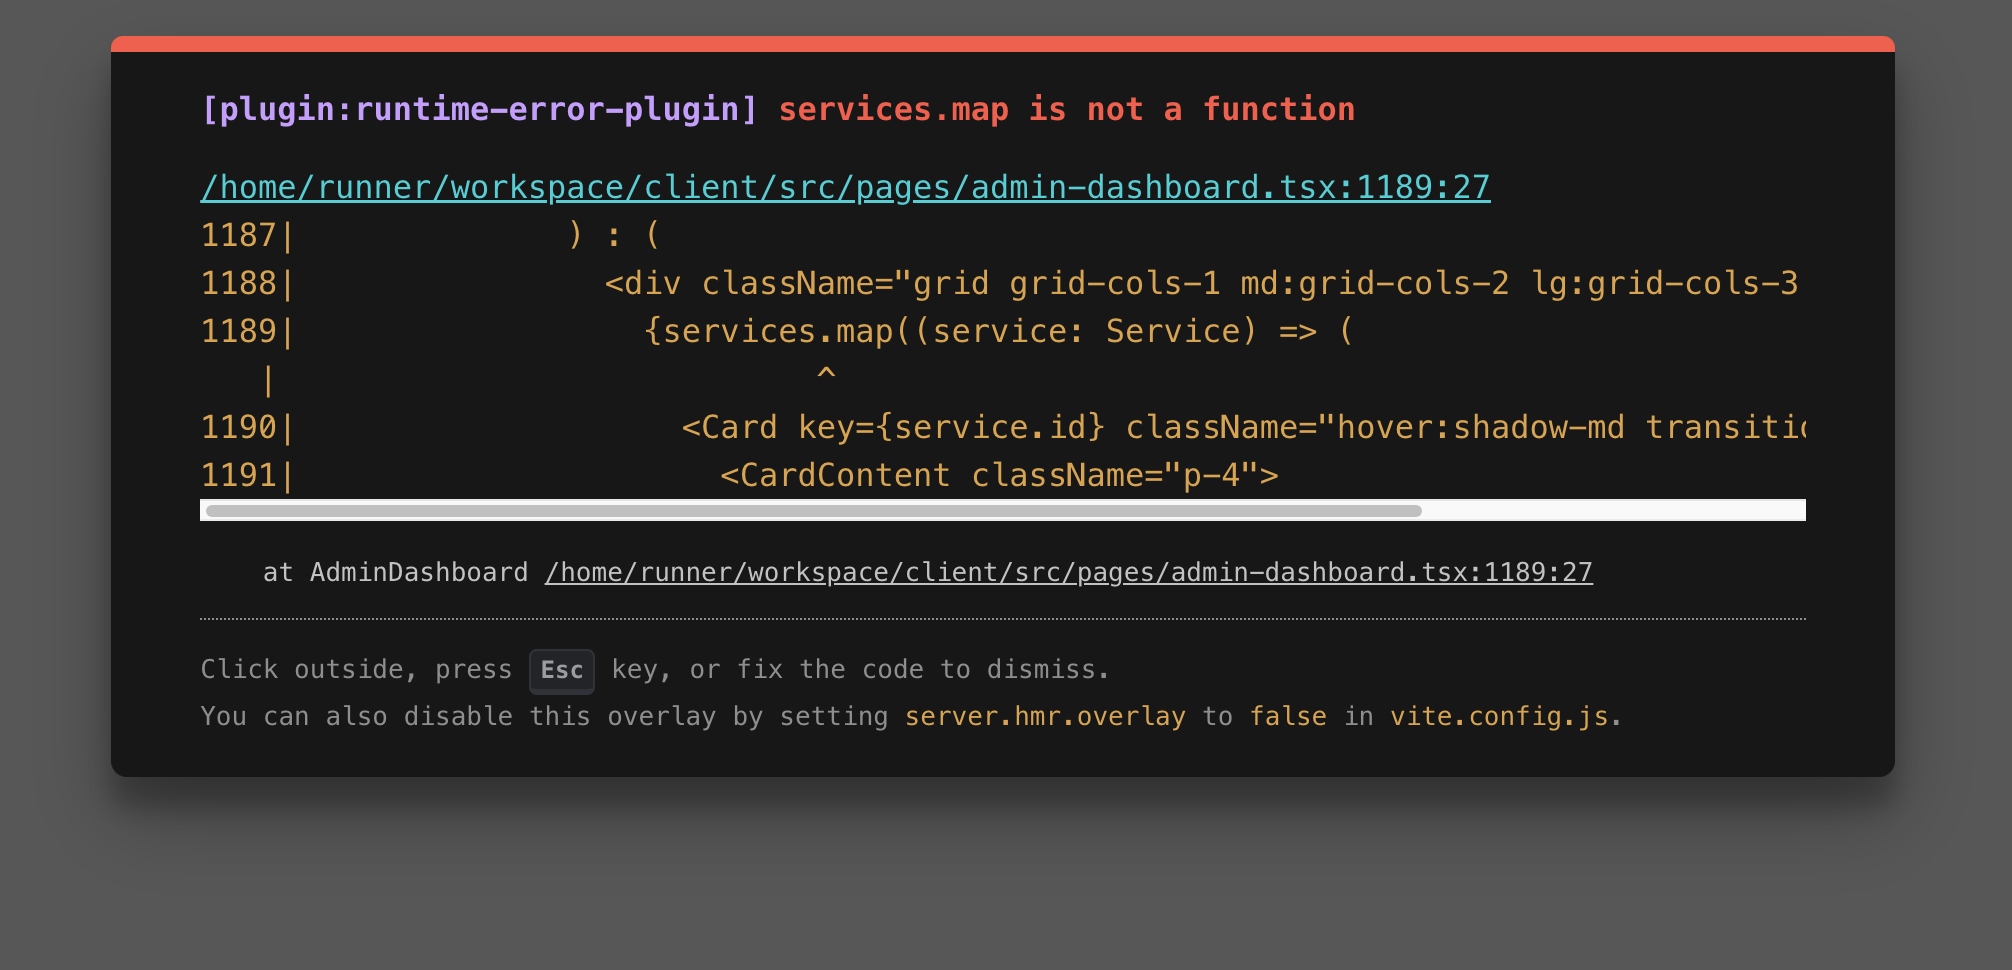 [plugin:runtime-error-plugin] services.map is not a function
/home/runner/workspace/client/src/pages/admin-dashboard.tsx:1189:27
1187|              ) : (
1188|                <div className="grid grid-cols-1 md:grid-cols-2 lg:grid-cols-3
1189|                  {services.map((service: Service) => (
   |                            ^
1190|                    <Card key={service.id} className="hover:shadow-md transitio
1191|                      <CardContent className="p-4">
    at AdminDashboard /home/runner/workspace/client/src/pages/admin-dashboard.tsx:1189:27
Click outside, press Esc key, or fix the code to dismiss.
You can also disable this overlay by setting server.hmr.overlay to false in vite.config.js.